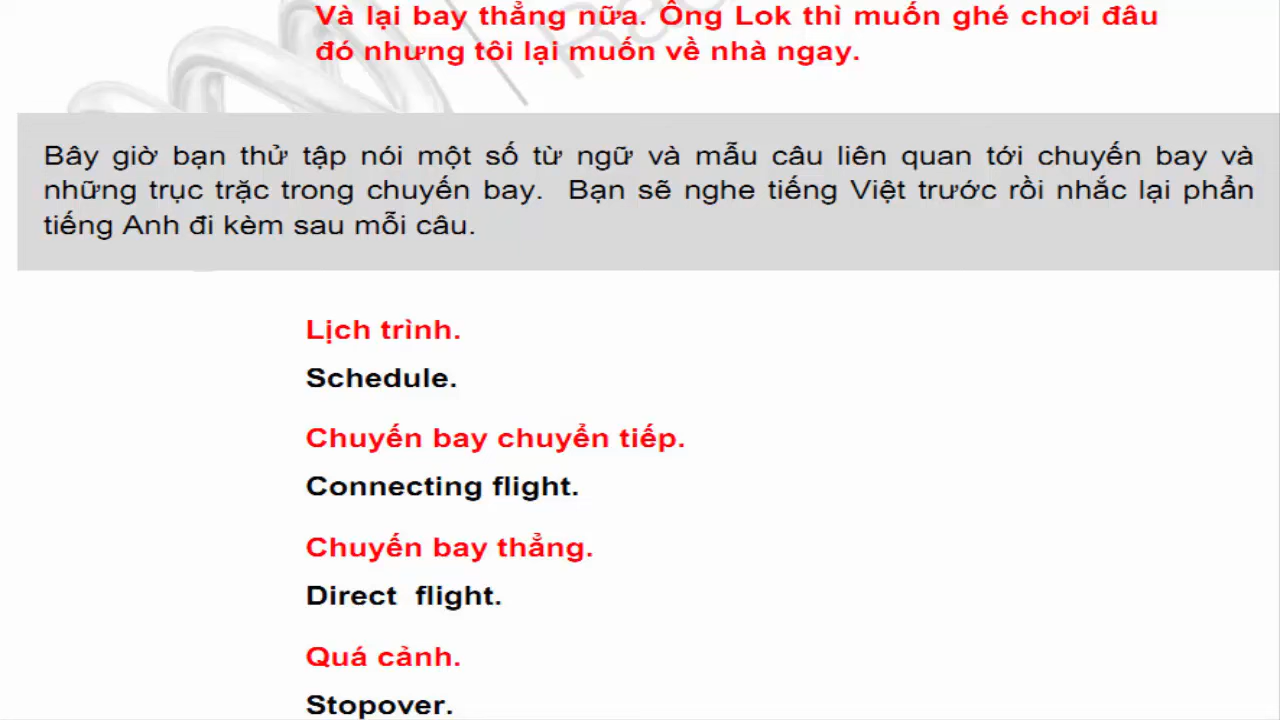 Và lại bay thẳng nữa. Ông Lok thì muốn ghé chơi đâu
đó nhưng tôi lại muốn về nhà ngay.
Bây giờ bạn thử tập nói một số từ ngữ và mẫu câu liên quan tới chuyến bay và
những trục trặc trong chuyến bay. Bạn sẽ nghe tiếng Việt trước rồi nhắc lại phần
tiếng Anh đi kèm sau mỗi câu.
Lịch trình.
Schedule.
Chuyến bay chuyển tiếp.
Connecting flight.
Chuyến bay thẳng.
Direct flight.
Quá cảnh.
Stopover.